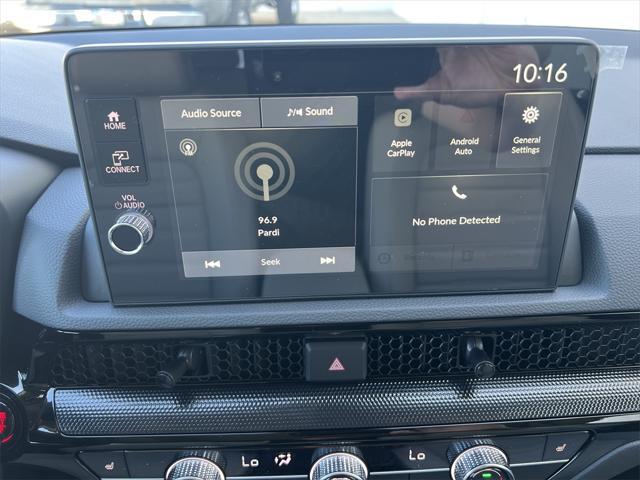 10:16
HOME
CONNECT
VOL
AUDIO
Audio Source
Sound
96.9
Pardi
Seek
Apple
CarPlay
Android
Auto
General
Settings
No Phone Detected
Lo
Lo